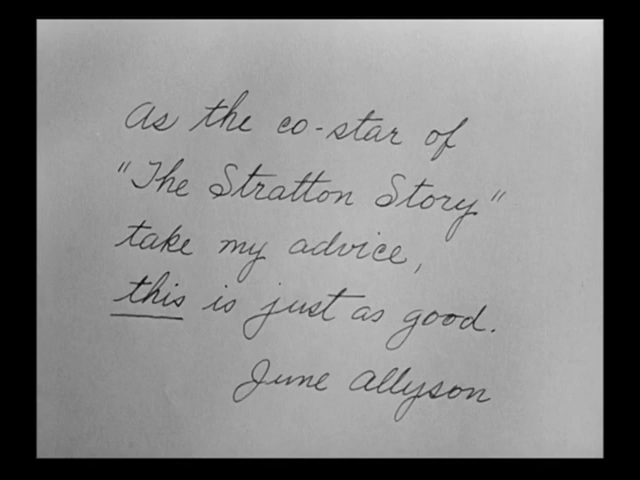 As the co-star of
"The Stratton Story"
take my advice,
this is just as good.
June Allyson